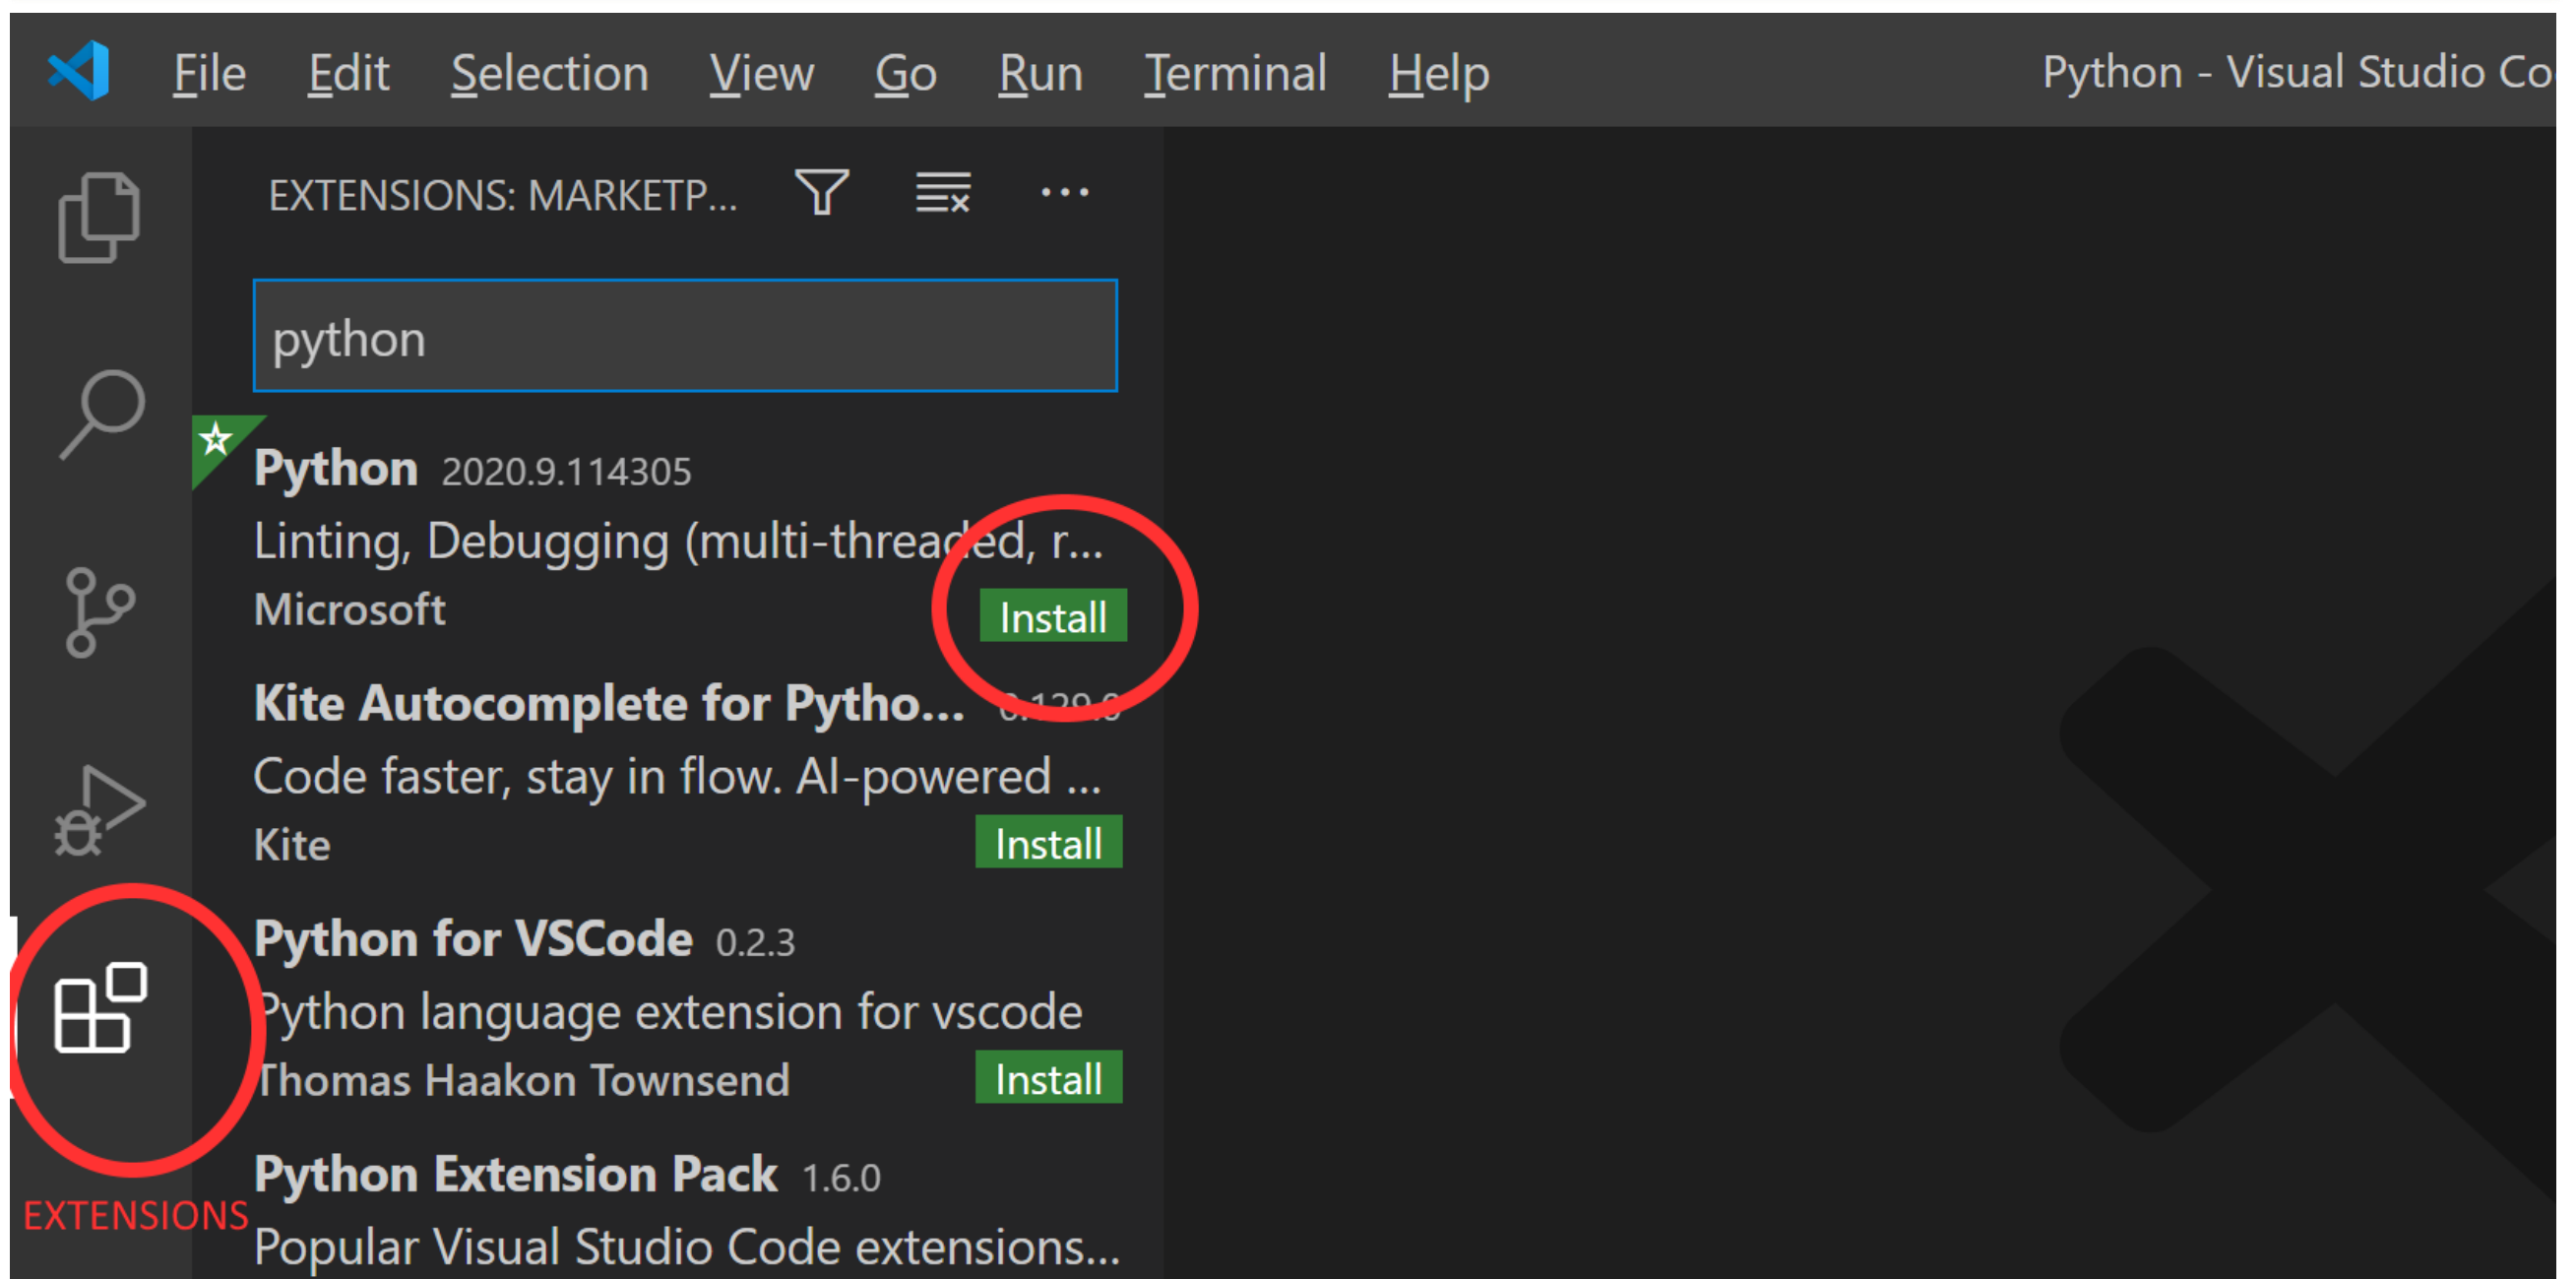 File Edit Selection View Go Run Terminal Help Python - Visual Studio Co
EXTENSIONS: MARKETP... ...
python
Python 2020.9.114305
Linting, Debugging (multi-threaded, r...
Microsoft Install
Kite Autocomplete for Pytho... 0.129.0
Code faster, stay in flow. AI-powered ...
Kite Install
Python for VSCode 0.2.3
Python language extension for vscode
Thomas Haakon Townsend Install
Python Extension Pack 1.6.0
EXTENSIONS
Popular Visual Studio Code extensions...